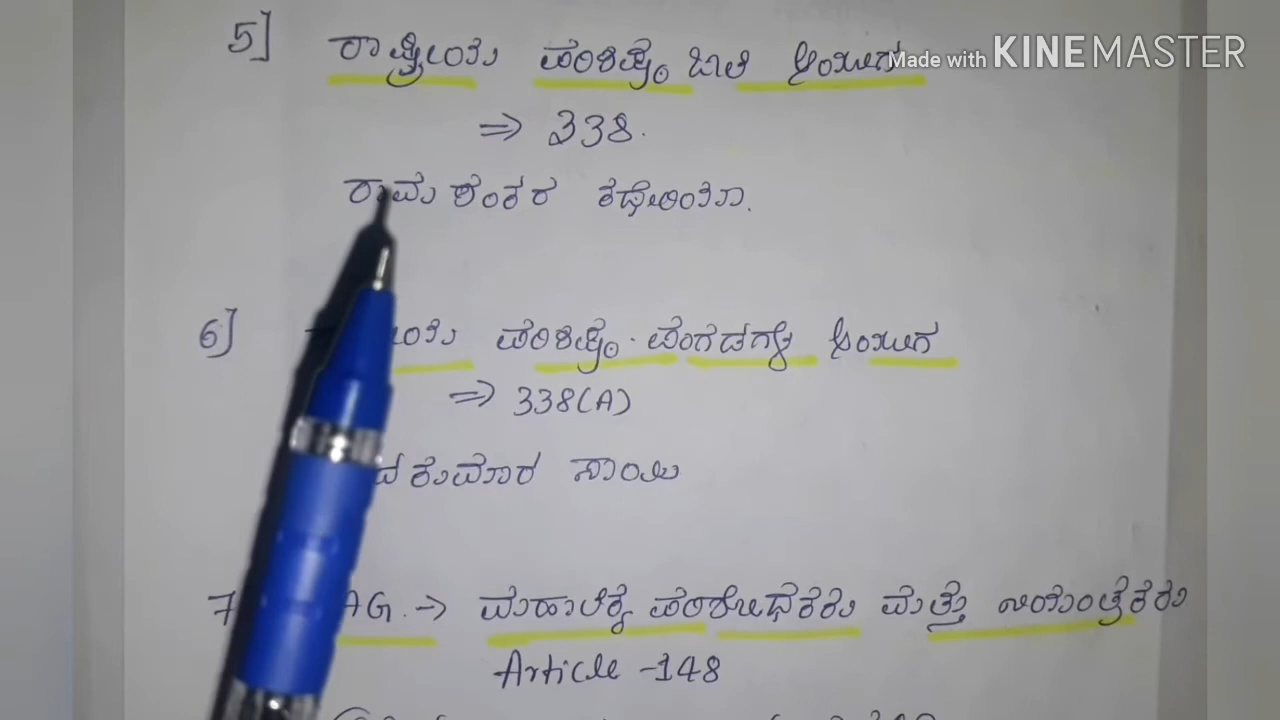 5] ರಾಷ್ಟ್ರೀಯ ಪರಿಶಿಷ್ಟ ಜಾತಿ ಆಯೋಗ
Made with KINEMASTER
⇒ 338.
ರಾಮ ಶಂಕರ ಕಥೇರಿಯಾ.
6] ಪರಿಶಿಷ್ಟ ಪಂಗಡಗಳ ಆಯೋಗ
⇒ 338(A)
ಕುಮಾರ ಸಾಯಿ
7 AG. → ಮಹಾಲೆಕ್ಕ ಪರಿಶೋಧಕರು ಮತ್ತು ನಿಯಂತ್ರಕರು
Article -148